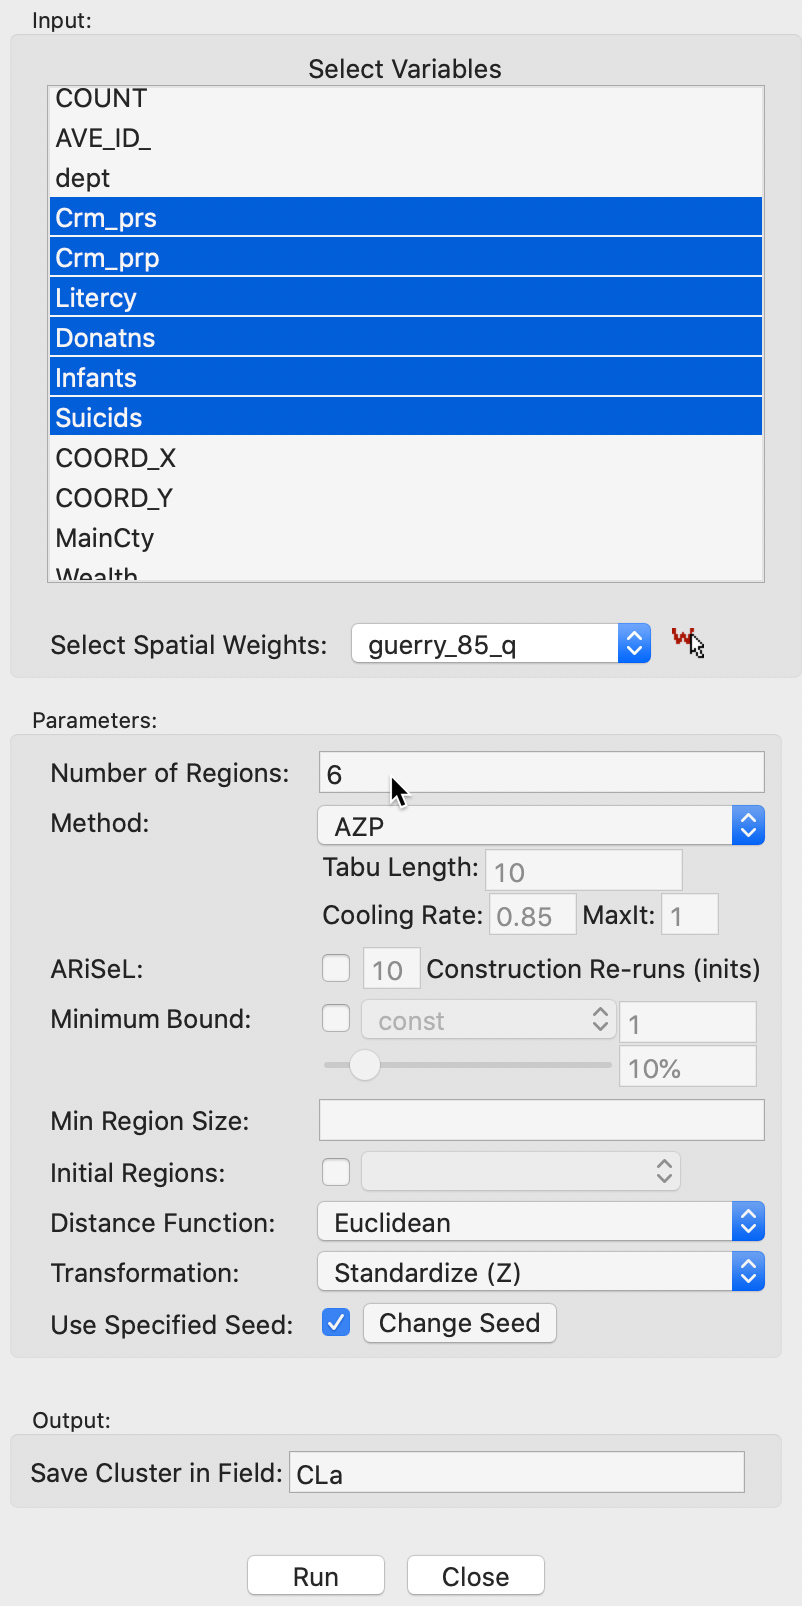 Input:
Select Variables
COUNT
AVE_ID_
dept
Crm_prs
Crm_prp
Litercy
Donatns
Infants
Suicids
COORD_X
COORD_Y
MainCty
Wealth
Select Spatial Weights: guerry_85_q
Parameters:
Number of Regions: 6
Method: AZP
Tabu Length: 10
Cooling Rate: 0.85 MaxIt: 1
ARiSeL: 10 Construction Re-runs (inits)
Minimum Bound: const 1
10%
Min Region Size:
Initial Regions:
Distance Function: Euclidean
Transformation: Standardize (Z)
Use Specified Seed: Change Seed
Output:
Save Cluster in Field: CLa
Run Close